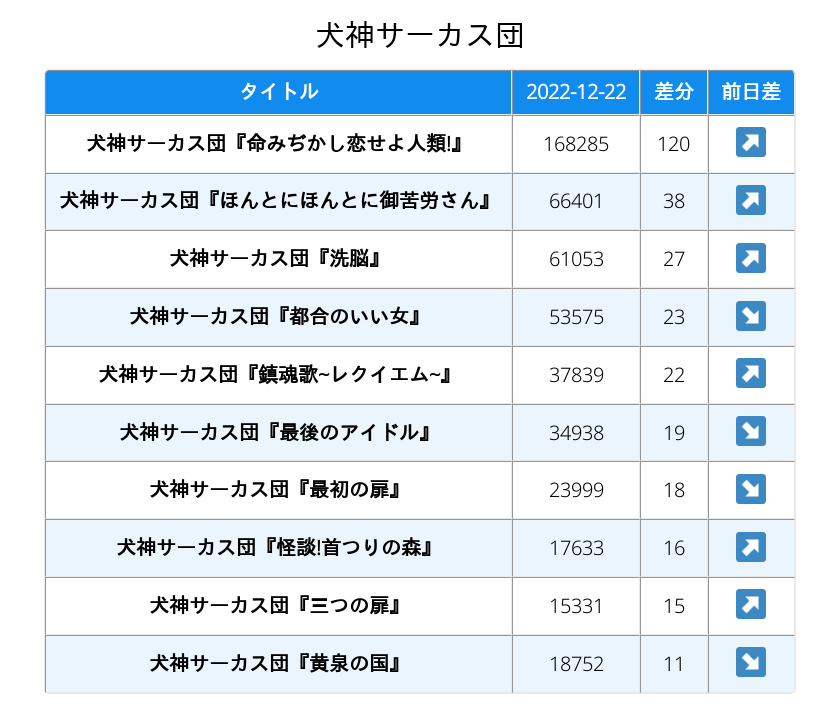 犬神サーカス団
タイトル 2022-12-22 差分 前日差
犬神サーカス団『命みぢかし恋せよ人類!』 168285 120 ↗
犬神サーカス団『ほんとにほんとに御苦労さん』 66401 38 ↗
犬神サーカス団『洗脳』 61053 27 ↗
犬神サーカス団『都合のいい女』 53575 23 ↘
犬神サーカス団『鎮魂歌~レクイエム~』 37839 22 ↗
犬神サーカス団『最後のアイドル』 34938 19 ↘
犬神サーカス団『最初の扉』 23999 18 ↘
犬神サーカス団『怪談!首つりの森』 17633 16 ↗
犬神サーカス団『三つの扉』 15331 15 ↗
犬神サーカス団『黄泉の国』 18752 11 ↘